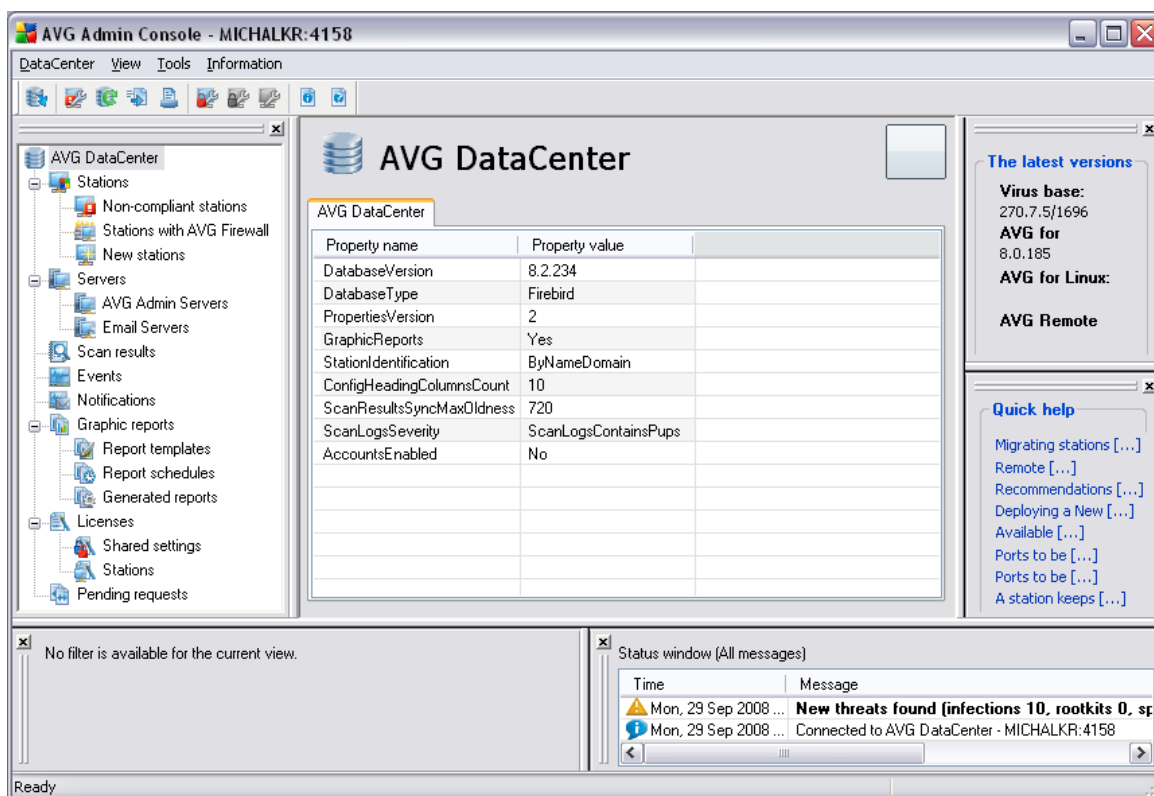 AVG Admin Console - MICHALKR:4158
DataCenter View Tools Information
AVG DataCenter
Stations
Non-compliant stations
Stations with AVG Firewall
New stations
Servers
AVG Admin Servers
Email Servers
Scan results
Events
Notifications
Graphic reports
Report templates
Report schedules
Generated reports
Licenses
Shared settings
Stations
Pending requests
AVG DataCenter
AVG DataCenter
Property name Property value
DatabaseVersion 8.2.234
DatabaseType Firebird
PropertiesVersion 2
GraphicReports Yes
StationIdentification ByNameDomain
ConfigHeadingColumnsCount 10
ScanResultsSyncMaxOldness 720
ScanLogsSeverity ScanLogsContainsPups
AccountsEnabled No
The latest versions
Virus base:
270.7.5/1696
AVG for
8.0.185
AVG for Linux:
AVG Remote
Quick help
Migrating stations [...]
Remote [...]
Recommendations [...]
Deploying a New [...]
Available [...]
Ports to be [...]
Ports to be [...]
A station keeps [...]
No filter is available for the current view.
Status window (All messages)
Time Message
Mon, 29 Sep 2008 ... New threats found (infections 10, rootkits 0, sp
Mon, 29 Sep 2008 ... Connected to AVG DataCenter - MICHALKR:4158
Ready